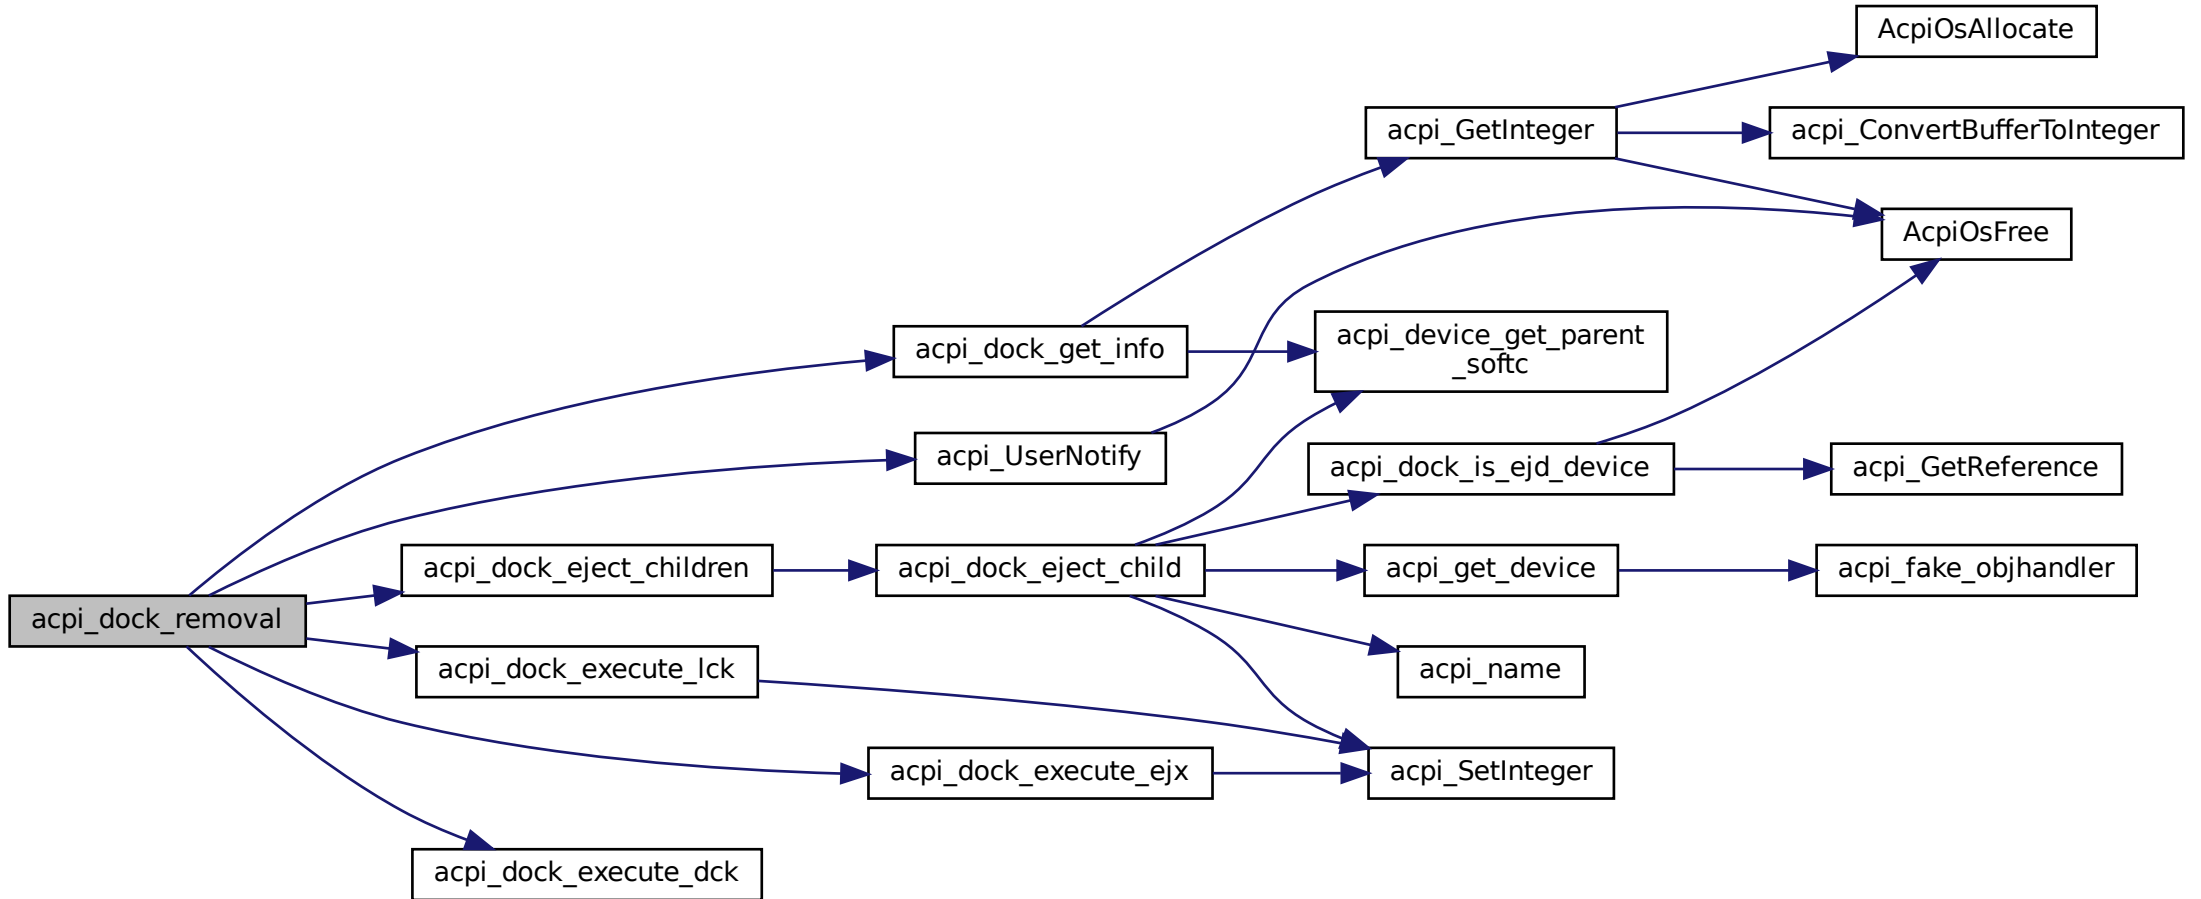 AcpiOsAllocate
acpi_GetInteger
acpi_ConvertBufferToInteger
AcpiOsFree
acpi_dock_get_info
acpi_device_get_parent
_softc
acpi_UserNotify
acpi_dock_is_ejd_device
acpi_GetReference
acpi_dock_eject_children
acpi_dock_eject_child
acpi_get_device
acpi_fake_objhandler
acpi_dock_removal
acpi_dock_execute_lck
acpi_name
acpi_dock_execute_ejx
acpi_SetInteger
acpi_dock_execute_dck